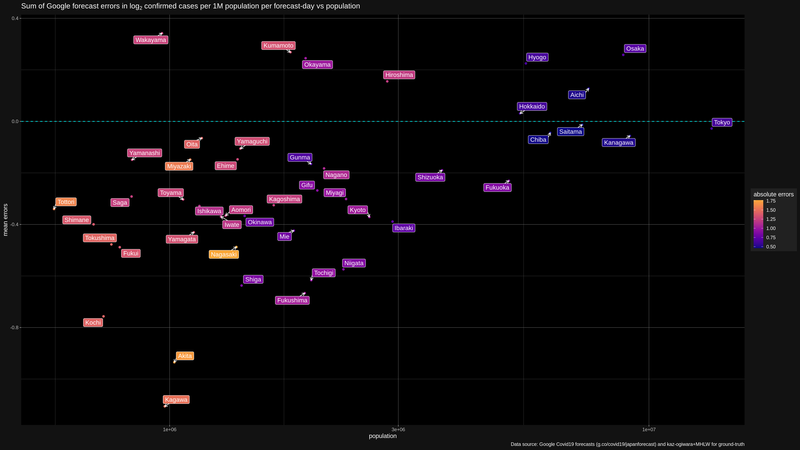 Sum of Google forecast errors in log₂ confirmed cases per 1M population per forecast-day vs population
0.4
Wakayama
Kumamoto
Osaka
Hyogo
Okayama
Hiroshima
Aichi
Hokkaido
0.0
Tokyo
Saitama
Chiba
Kanagawa
Oita
Yamaguchi
Yamanashi
Gunma
Miyazaki
Ehime
Nagano
Shizuoka
Gifu
Fukuoka
Toyama
Miyagi
Tottori
Saga
Kagoshima
Ishikawa
Aomori
Kyoto
Shimane
-0.4
Iwate
Okinawa
Ibaraki
Tokushima
Yamagata
Mie
Fukui
Nagasaki
Niigata
Tochigi
Shiga
Fukushima
Kochi
-0.8
Akita
Kagawa
mean errors
1e+06
3e+06
1e+07
population
absolute errors
1.75
1.50
1.25
1.00
0.75
0.50
Data source: Google Covid19 forecasts (g.co/covid19/japanforecast) and kaz-ogiwara+MHLW for ground-truth